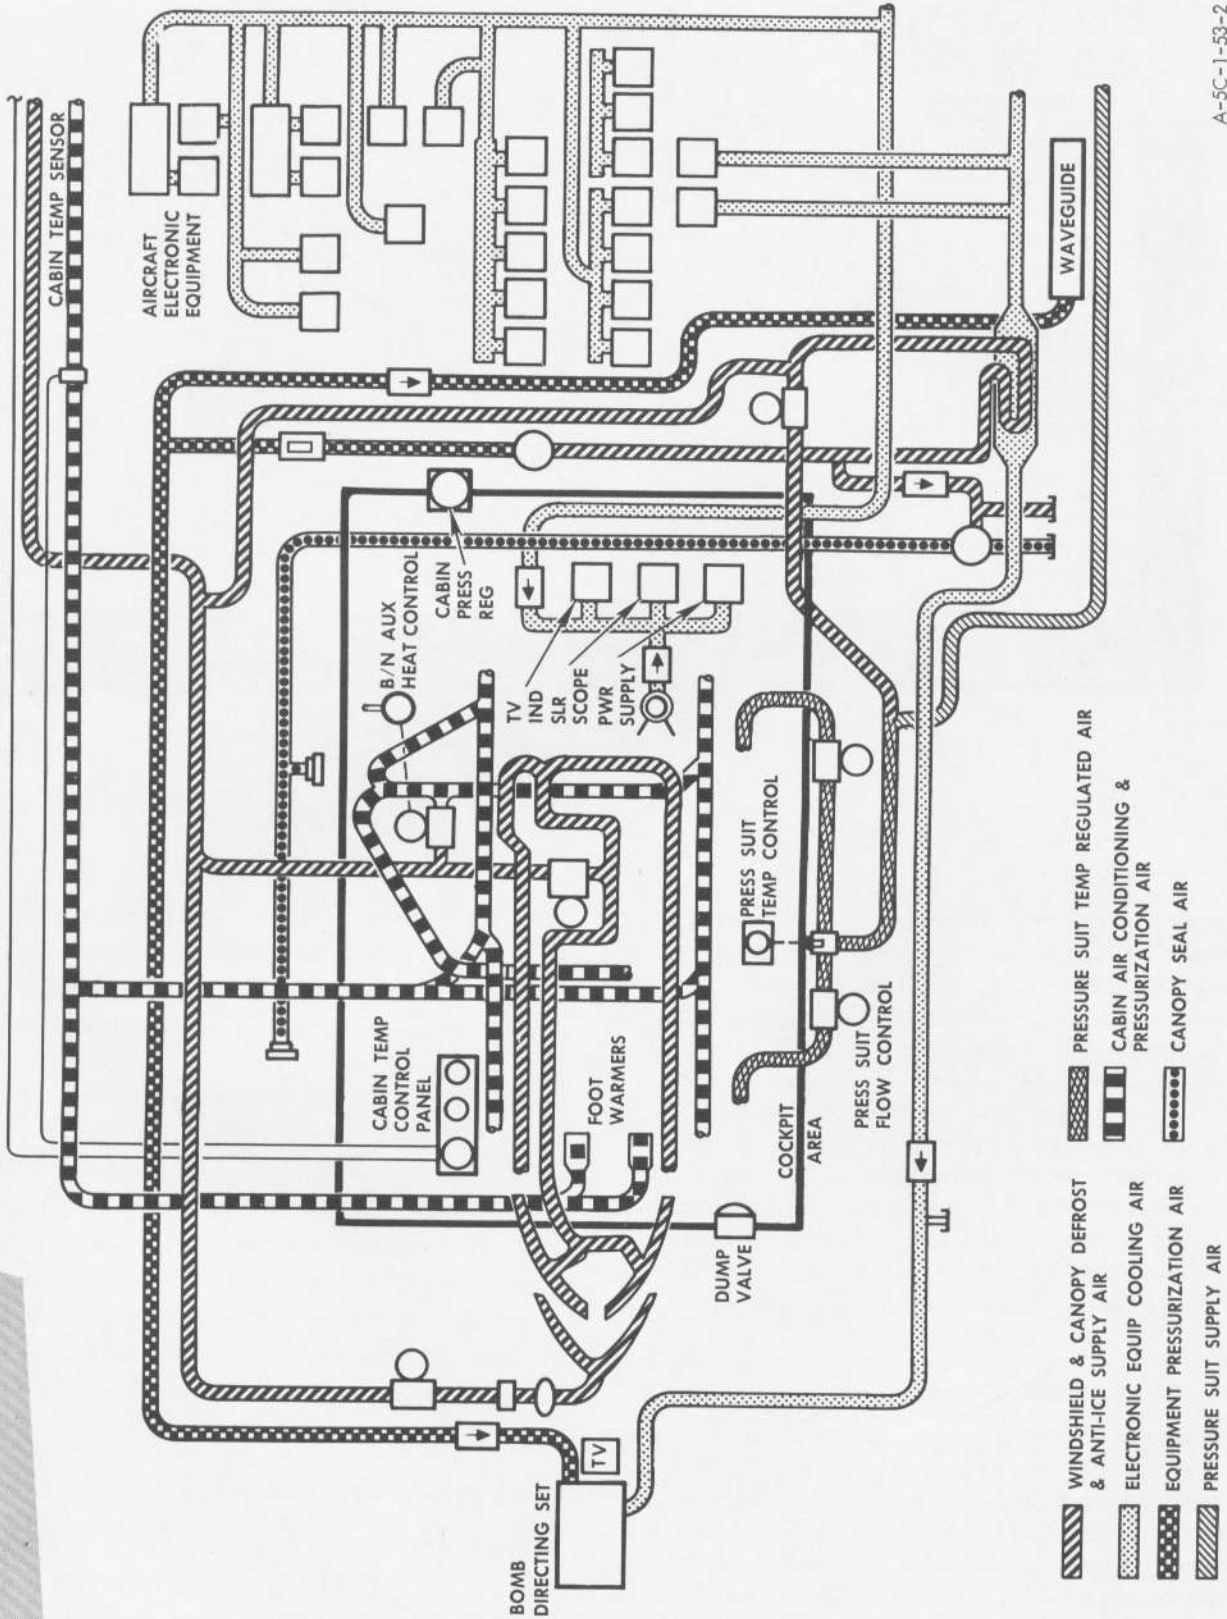 CABIN TEMP SENSOR
AIRCRAFT
ELECTRONIC
EQUIPMENT
WAVEGUIDE
CABIN
PRESS
REG
B/N AUX
HEAT CONTROL
TV
IND
SLR
SCOPE
PWR
SUPPLY
PRESS SUIT
TEMP CONTROL
CABIN TEMP
CONTROL
PANEL
FOOT
WARMERS
COCKPIT
AREA
PRESS SUIT
FLOW CONTROL
DUMP
VALVE
TV
BOMB
DIRECTING SET
WINDSHIELD & CANOPY DEFROST
& ANTI-ICE SUPPLY AIR
ELECTRONIC EQUIP COOLING AIR
EQUIPMENT PRESSURIZATION AIR
PRESSURE SUIT SUPPLY AIR
PRESSURE SUIT TEMP REGULATED AIR
CABIN AIR CONDITIONING &
PRESSURIZATION AIR
CANOPY SEAL AIR
A-5C-1-53-2